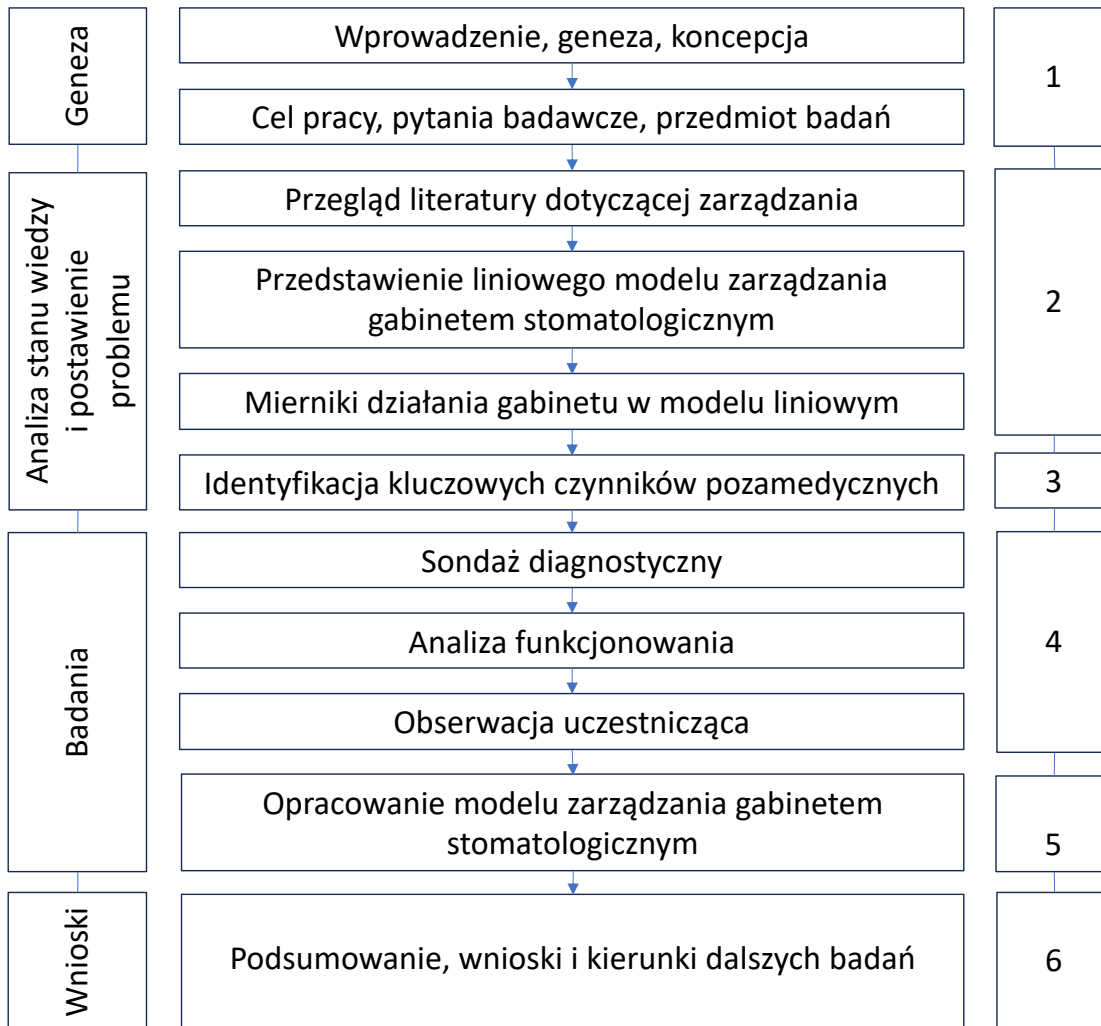 Geneza
Wprowadzenie, geneza, koncepcja
Cel pracy, pytania badawcze, przedmiot badań
1
Analiza stanu wiedzy
i postawienie
problemu
Przegląd literatury dotyczącej zarządzania
Przedstawienie liniowego modelu zarządzania
gabinetem stomatologicznym
Mierniki działania gabinetu w modelu liniowym
2
Identyfikacja kluczowych czynników pozamedycznych
3
Badania
Sondaż diagnostyczny
Analiza funkcjonowania
Obserwacja uczestnicząca
4
Opracowanie modelu zarządzania gabinetem
stomatologicznym
5
Wnioski
Podsumowanie, wnioski i kierunki dalszych badań
6